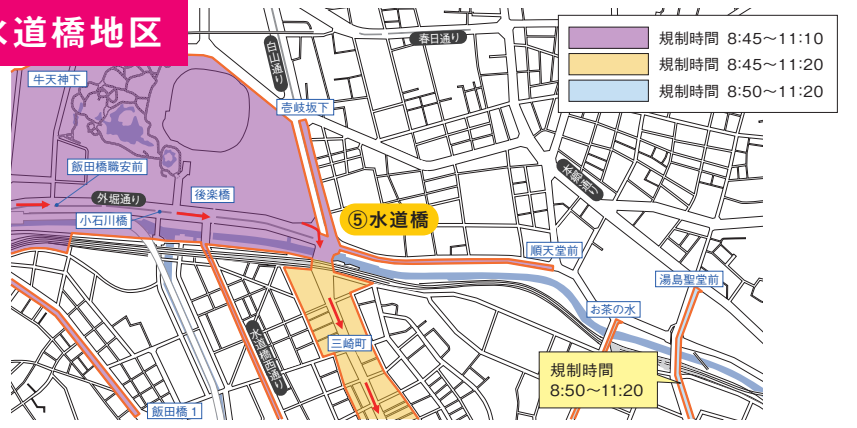 水道橋地区
規制時間 8:45～11:10
規制時間 8:45～11:20
規制時間 8:50～11:20
春日通り
白山通り
牛天神下
壱岐坂下
飯田橋職安前
外堀通り
後楽橋
小石川橋
⑤水道橋
順天堂前
湯島聖堂前
お茶の水
三崎町
水道橋西通り
規制時間
8:50～11:20
飯田橋1